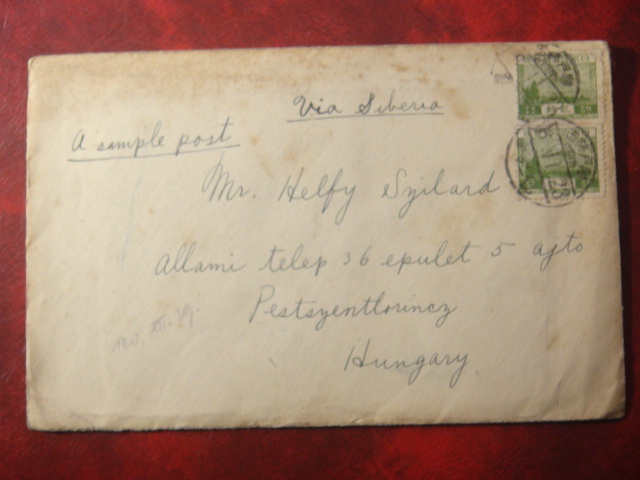 Via Siberia
A sample post
Mr. Helfy Szilard
Allami telep 36 epulet 5 ajto
Pestszentlorincz
Hungary